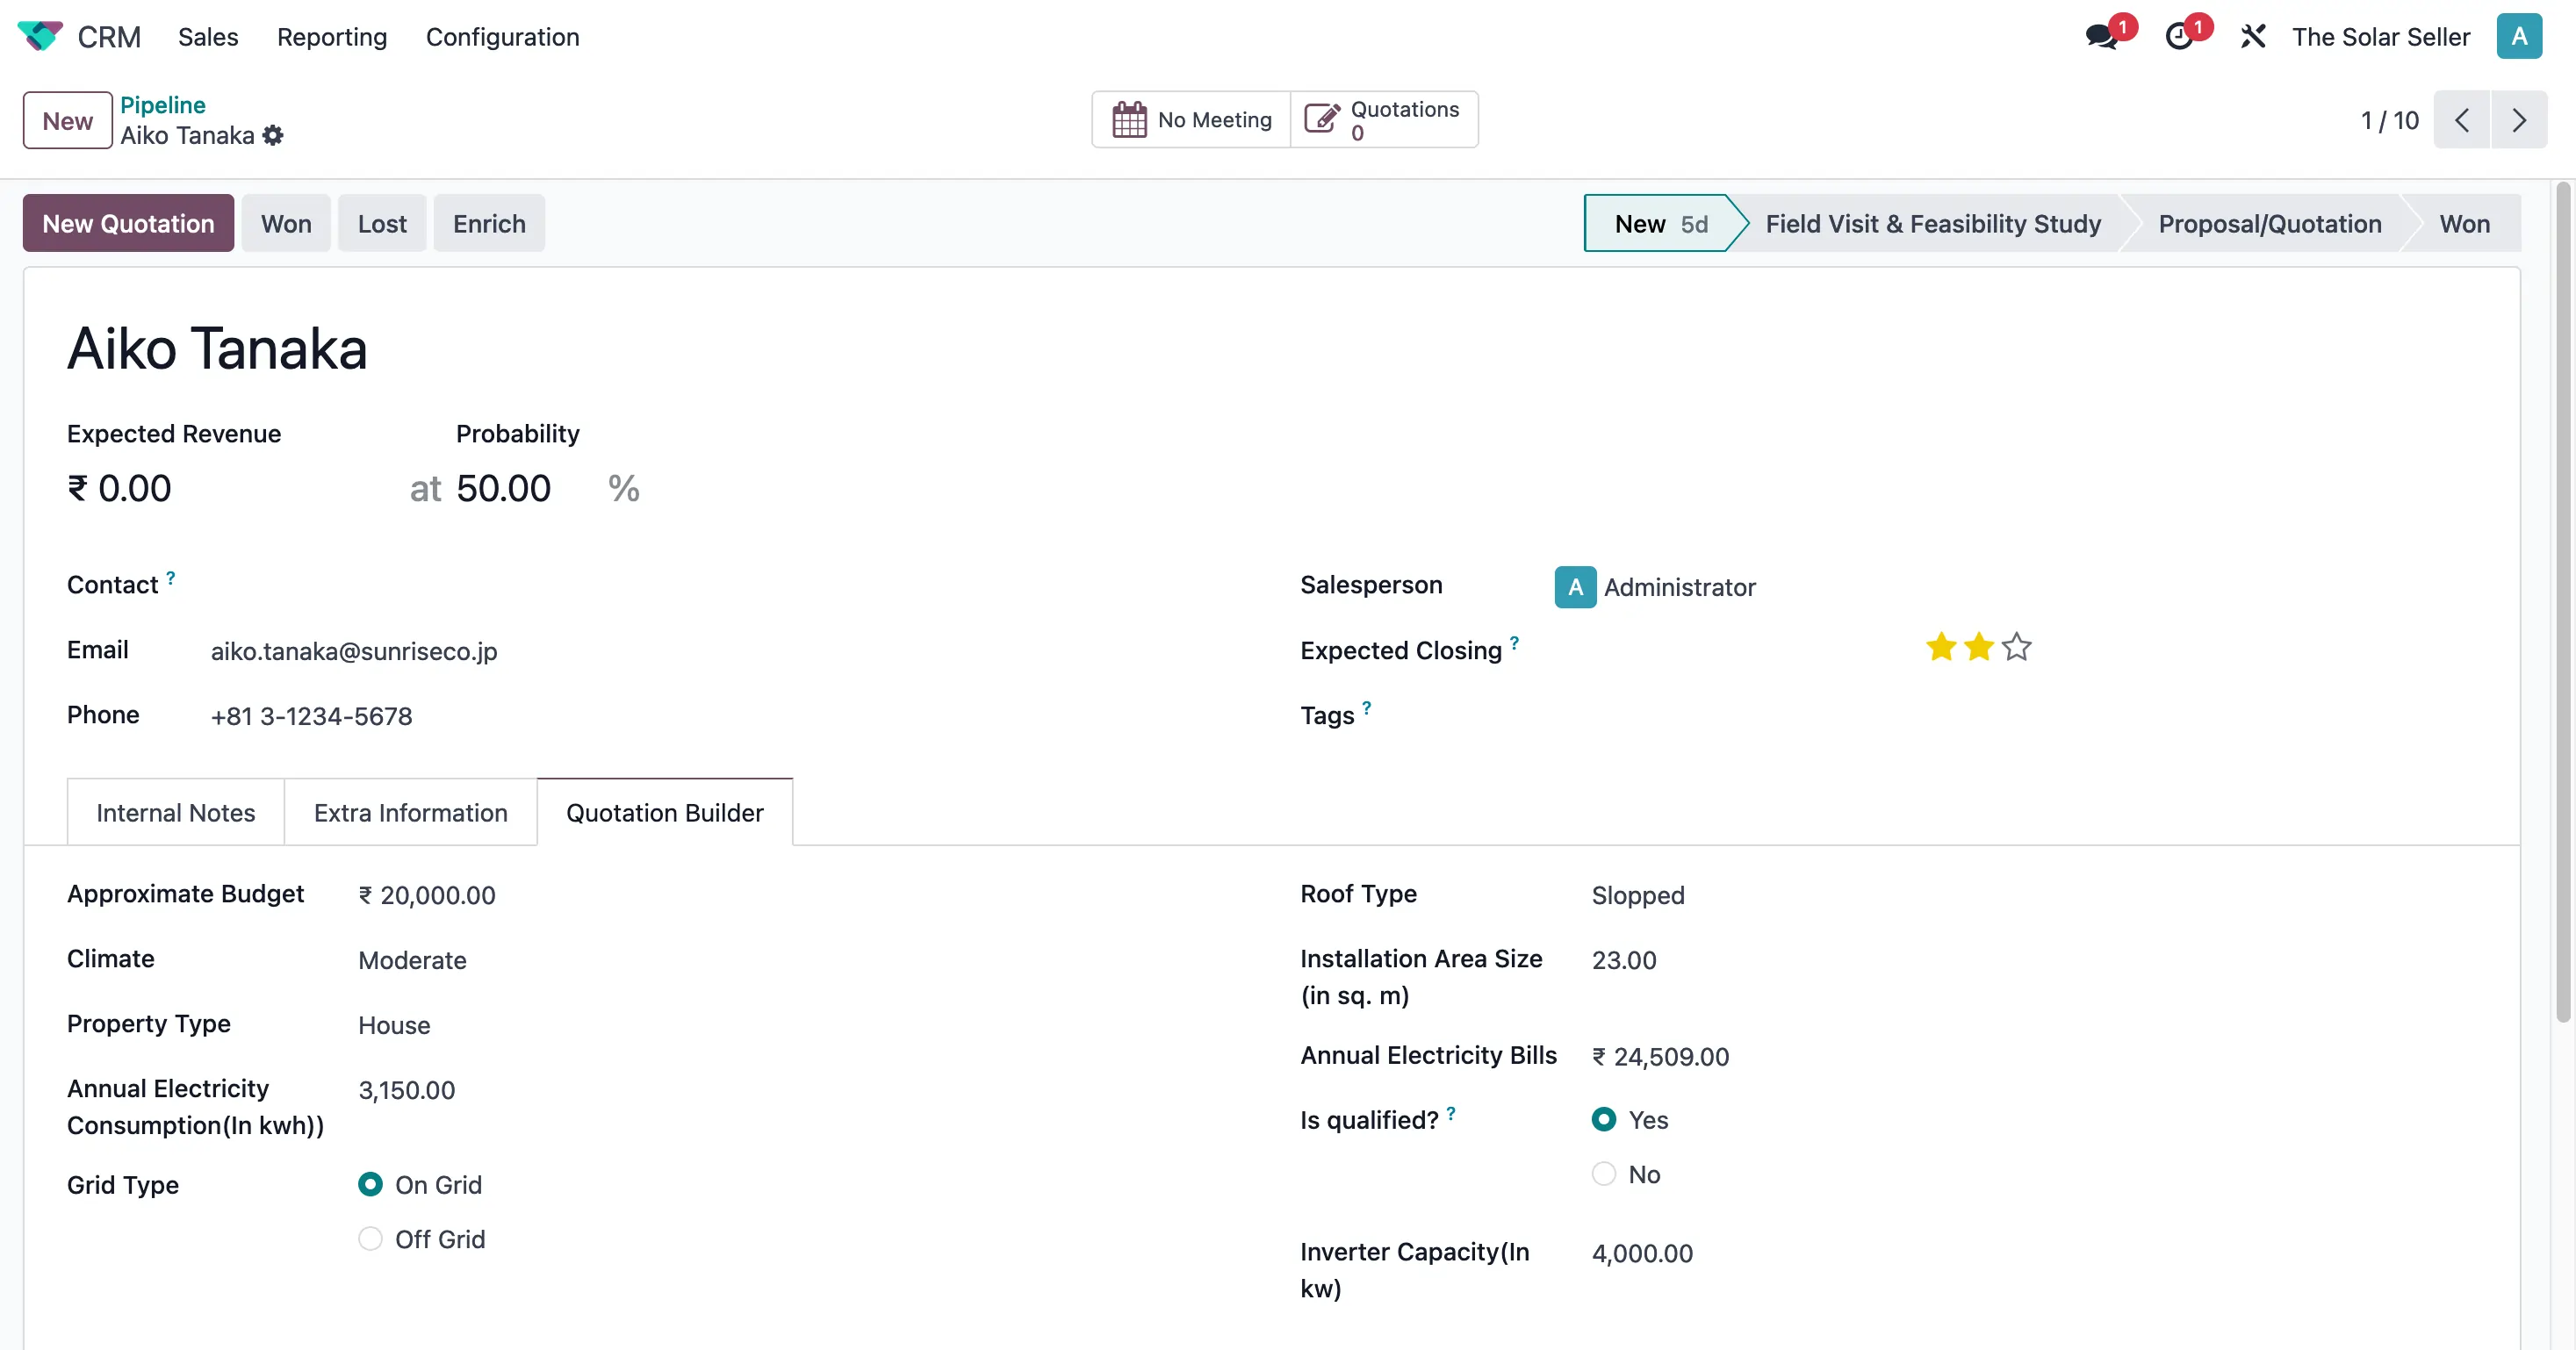 CRM Sales Reporting Configuration 1 1 The Solar Seller A
New Pipeline No Meeting Quotations 1 / 10
Aiko Tanaka 0
New Quotation Won Lost Enrich New 5d Field Visit & Feasibility Study Proposal/Quotation Won
Aiko Tanaka
Expected Revenue Probability
₹ 0.00 at 50.00 %
Contact ? Salesperson A Administrator
Email aiko.tanaka@sunriseco.jp Expected Closing ?
Phone +81 3-1234-5678 Tags ?
Internal Notes Extra Information Quotation Builder
Approximate Budget ₹ 20,000.00 Roof Type Slopped
Climate Moderate Installation Area Size 23.00
(in sq. m)
Property Type House
Annual Electricity Bills ₹ 24,509.00
Annual Electricity 3,150.00
Consumption(In kwh))
Is qualified? ? Yes
No
Grid Type On Grid
Off Grid
Inverter Capacity(In 4,000.00
kw)